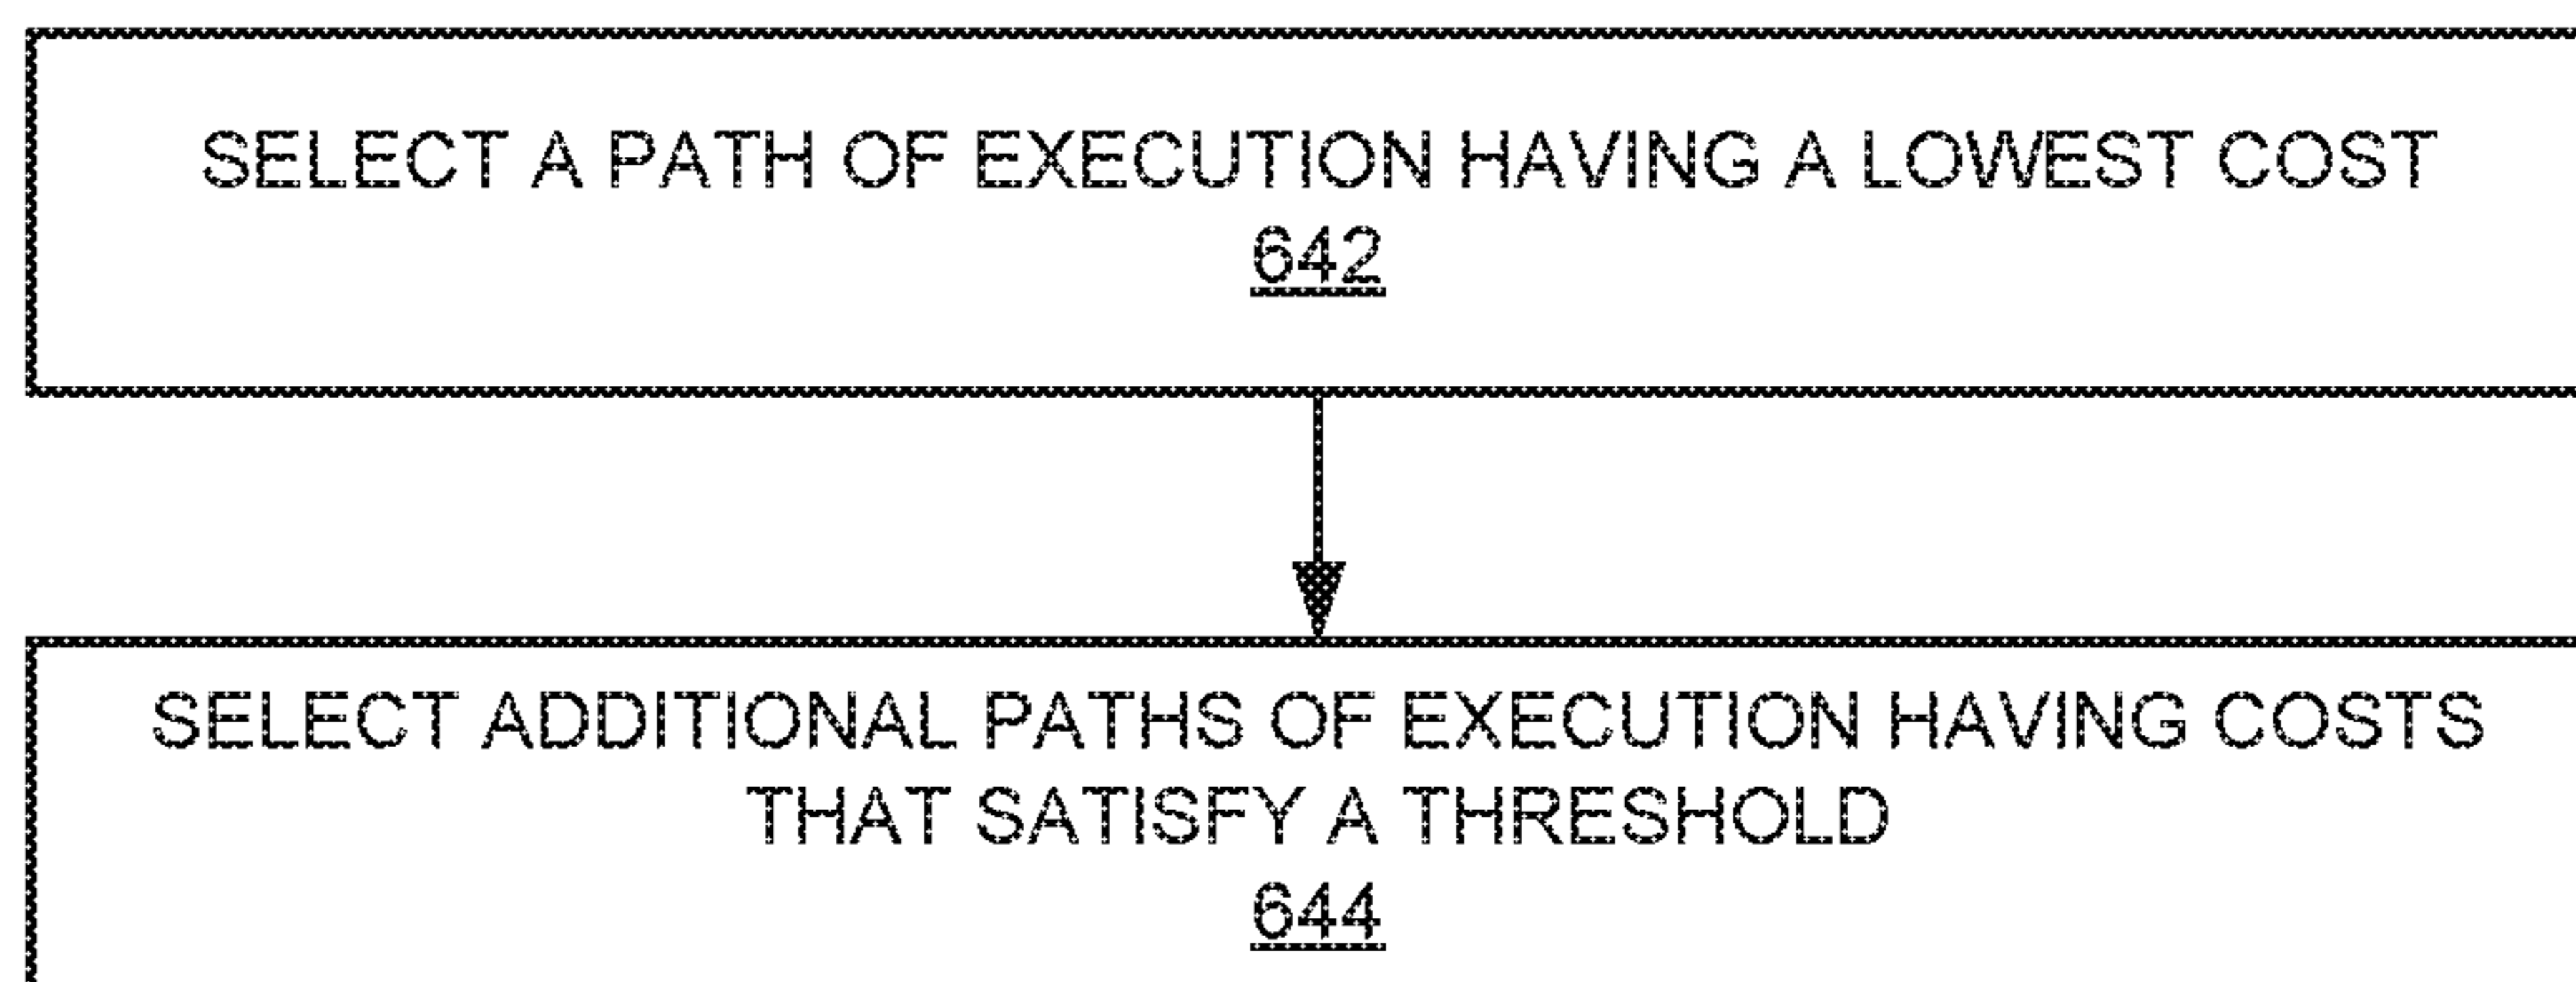 SELECT A PATH OF EXECUTION HAVING A LOWEST COST
642
SELECT ADDITIONAL PATHS OF EXECUTION HAVING COSTS
THAT SATISFY A THRESHOLD
644